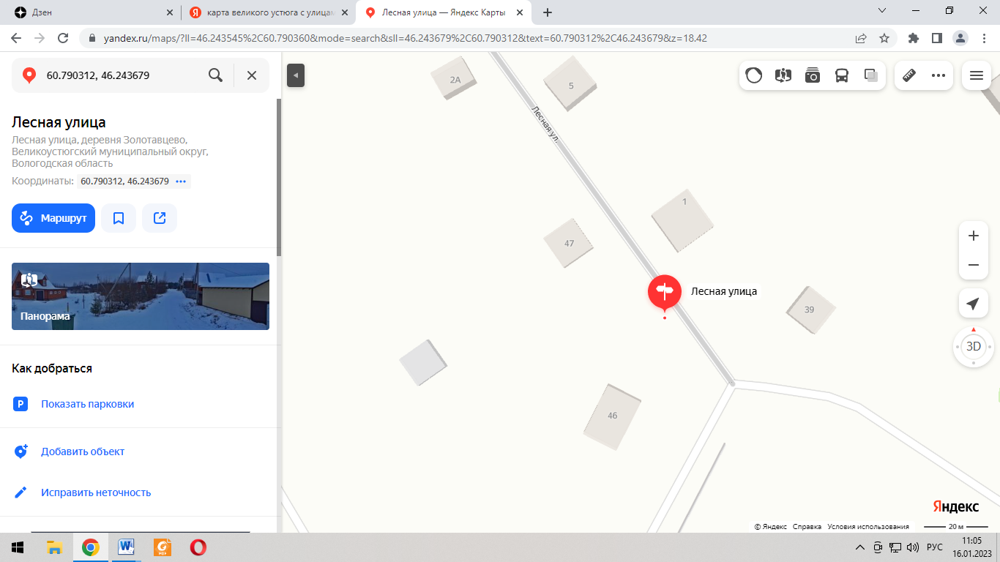 Дзен
карта великого устюга с улицам
Лесная улица — Яндекс Карты
yandex.ru/maps/?ll=46.243545%2C60.790360&mode=search&sll=46.243679%2C60.790312&text=60.790312%2C46.243679&z=18.42
60.790312, 46.243679
Лесная улица
Лесная улица, деревня Золотавцево,
Великоустюгский муниципальный округ,
Вологодская область
Координаты: 60.790312, 46.243679
Маршрут
Панорама
Как добраться
Показать парковки
Добавить объект
Исправить неточность
2А
5
Лесная ул.
1
47
Лесная улица
39
46
3D
Яндекс
© Яндекс Справка Условия использования 20 м
РУС
11:05
16.01.2023